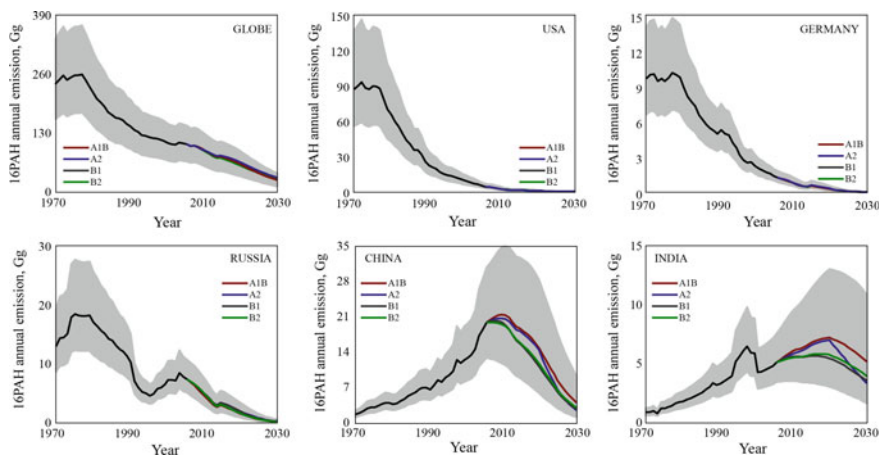 390
260
130
0
16PAH annual emission, Gg
GLOBE
A1B
A2
B1
B2
1970
1990
2010
2030
Year
150
120
90
60
30
0
16PAH annual emission, Gg
USA
A1B
A2
B1
B2
1970
1990
2010
2030
Year
15
12
9
6
3
0
16PAH annual emission, Gg
GERMANY
A1B
A2
B1
B2
1970
1990
2010
2030
Year
30
20
10
0
16PAH annual emission, Gg
RUSSIA
A1B
A2
B1
B2
1970
1990
2010
2030
Year
35
28
21
14
7
0
16PAH annual emission, Gg
CHINA
A1B
A2
B1
B2
1970
1990
2010
2030
Year
15
10
5
0
16PAH annual emission, Gg
INDIA
A1B
A2
B1
B2
1970
1990
2010
2030
Year